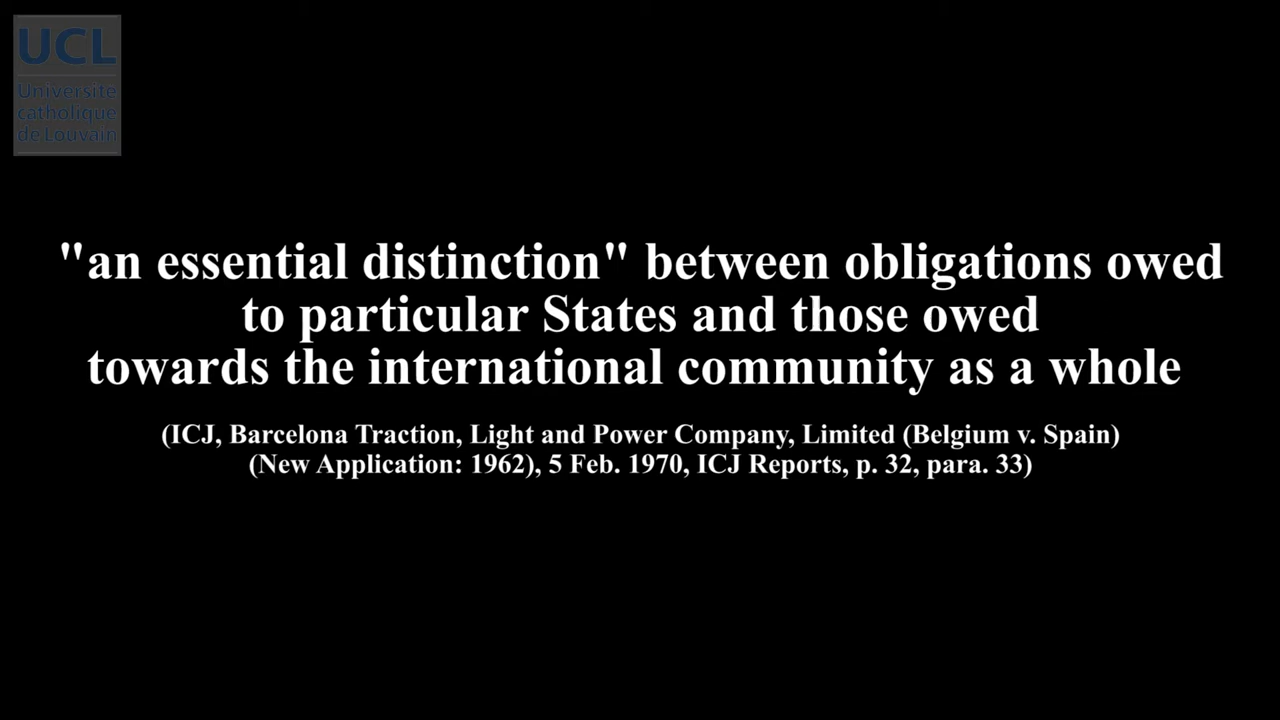 UCL
Université
catholique
de Louvain
"an essential distinction" between obligations owed
to particular States and those owed
towards the international community as a whole
(ICJ, Barcelona Traction, Light and Power Company, Limited (Belgium v. Spain)
(New Application: 1962), 5 Feb. 1970, ICJ Reports, p. 32, para. 33)